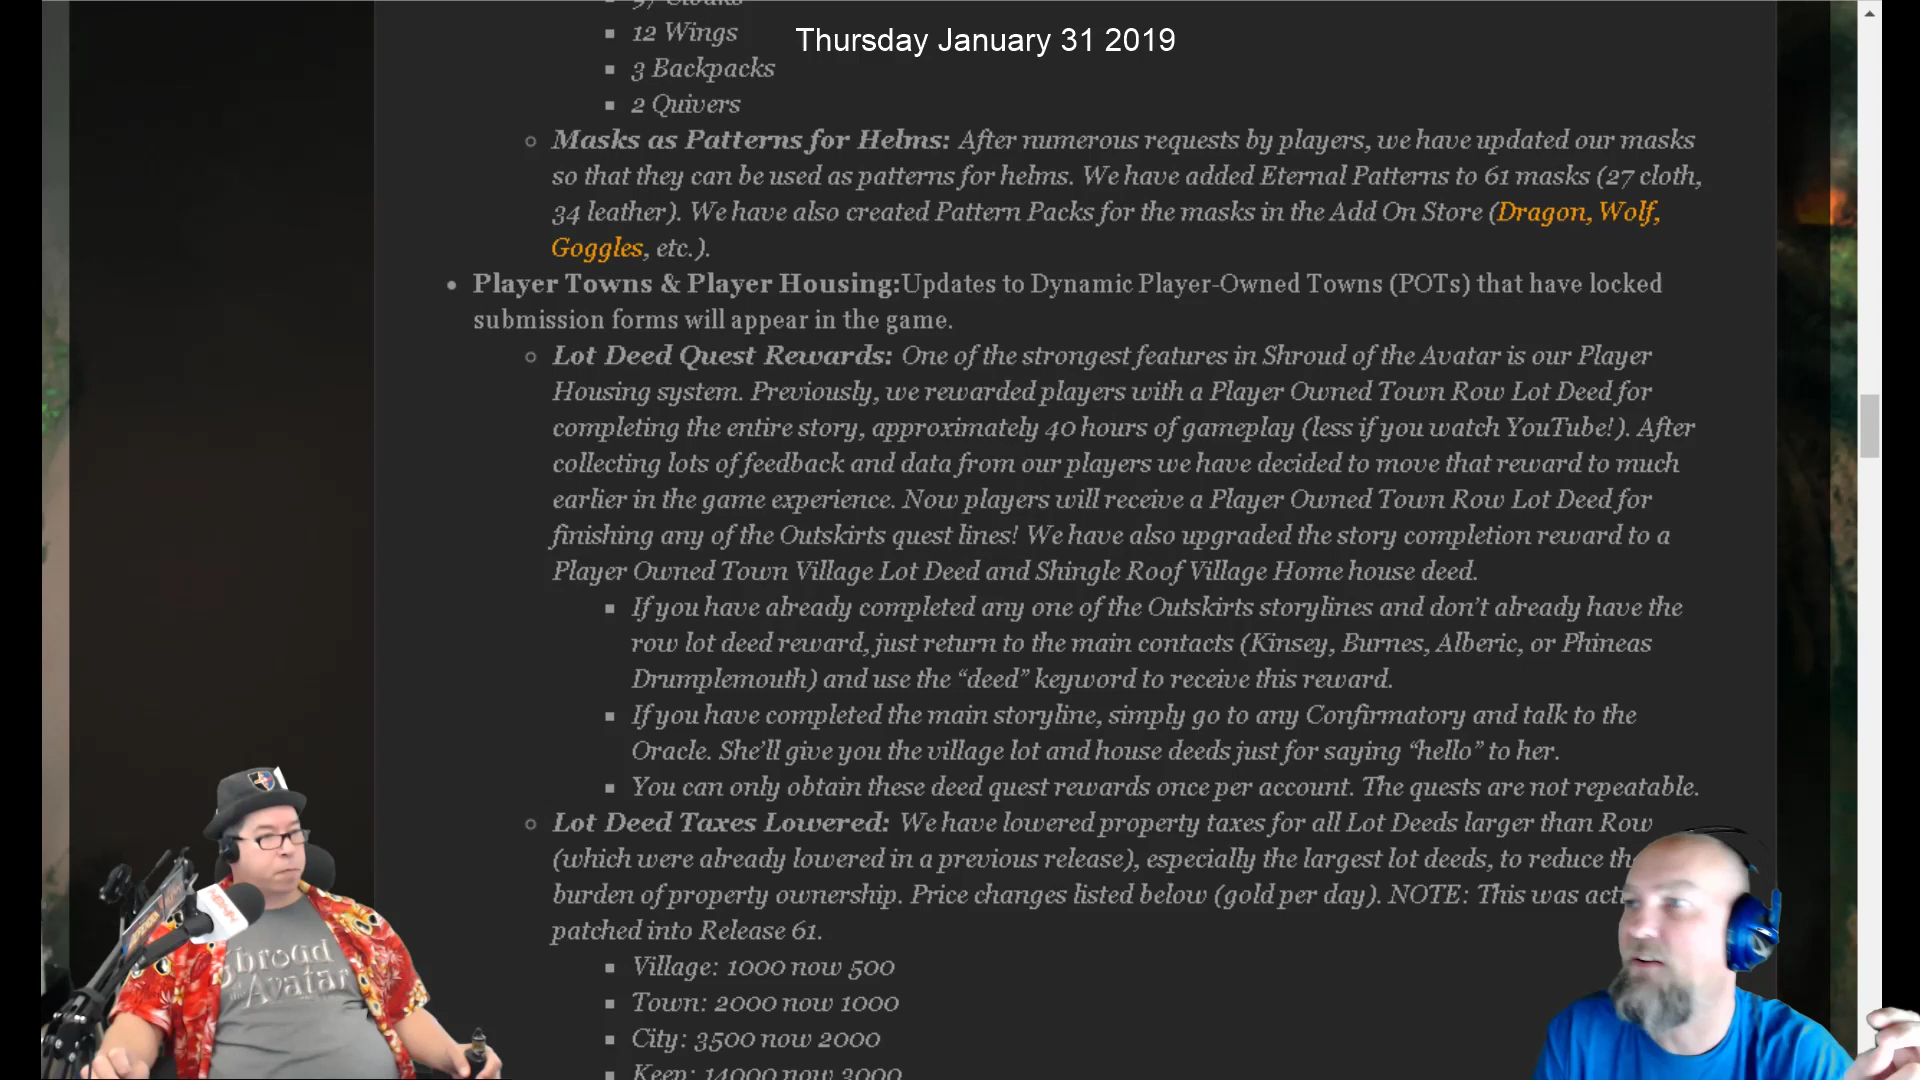 37 Cloaks
12 Wings
Thursday January 31 2019
3 Backpacks
2 Quivers
Masks as Patterns for Helms: After numerous requests by players, we have updated our masks
so that they can be used as patterns for helms. We have added Eternal Patterns to 61 masks (27 cloth,
34 leather). We have also created Pattern Packs for the masks in the Add On Store (Dragon, Wolf,
Goggles, etc.).
Player Towns & Player Housing:Updates to Dynamic Player-Owned Towns (POTs) that have locked
submission forms will appear in the game.
Lot Deed Quest Rewards: One of the strongest features in Shroud of the Avatar is our Player
Housing system. Previously, we rewarded players with a Player Owned Town Row Lot Deed for
completing the entire story, approximately 40 hours of gameplay (less if you watch YouTube!). After
collecting lots of feedback and data from our players we have decided to move that reward to much
earlier in the game experience. Now players will receive a Player Owned Town Row Lot Deed for
finishing any of the Outskirts quest lines! We have also upgraded the story completion reward to a
Player Owned Town Village Lot Deed and Shingle Roof Village Home house deed.
If you have already completed any one of the Outskirts storylines and don't already have the
row lot deed reward, just return to the main contacts (Kinsey, Burnes, Alberic, or Phineas
Drumplemouth) and use the “deed” keyword to receive this reward.
If you have completed the main storyline, simply go to any Confirmatory and talk to the
Oracle. She'll give you the village lot and house deeds just for saying “hello” to her.
You can only obtain these deed quest rewards once per account. The quests are not repeatable.
Lot Deed Taxes Lowered: We have lowered property taxes for all Lot Deeds larger than Row
(which were already lowered in a previous release), especially the largest lot deeds, to reduce
burden of property ownership. Price changes listed below (gold per day). NOTE: This was
patched into Release 61.
Village: 1000 now 500
Town: 2000 now 1000
City: 3500 now 2000
Keep: 14000 now 3000
Shroud
Avatar